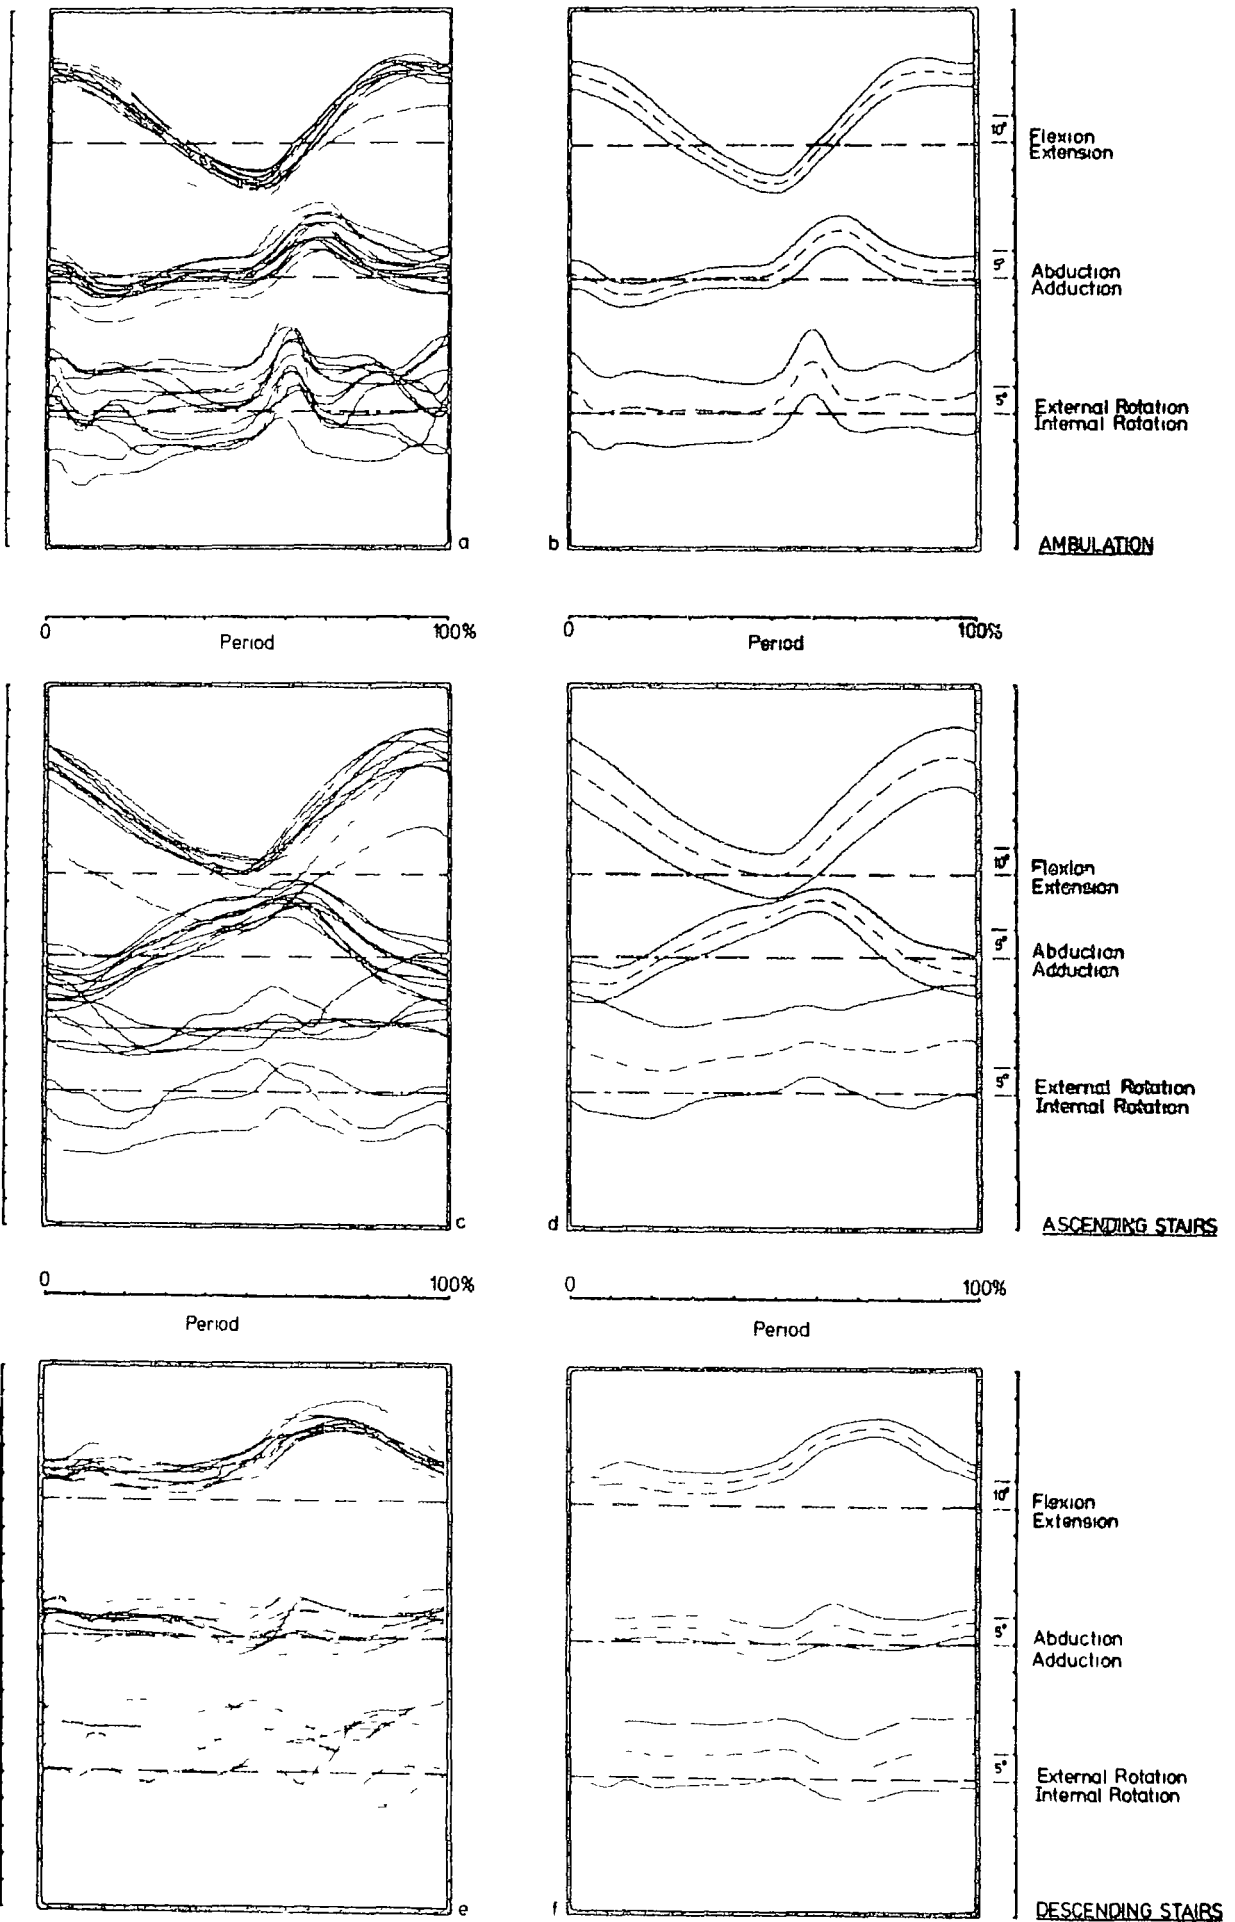 10°
Flexion
Extension
5°
Abduction
Adduction
5°
External Rotation
Internal Rotation
a
b
AMBULATION
0 100%
Period
0 100%
Period
10°
Flexion
Extension
5°
Abduction
Adduction
5°
External Rotation
Internal Rotation
c
d
ASCENDING STAIRS
0 100%
Period
0 100%
Period
10°
Flexion
Extension
5°
Abduction
Adduction
5°
External Rotation
Internal Rotation
e
f
DESCENDING STAIRS